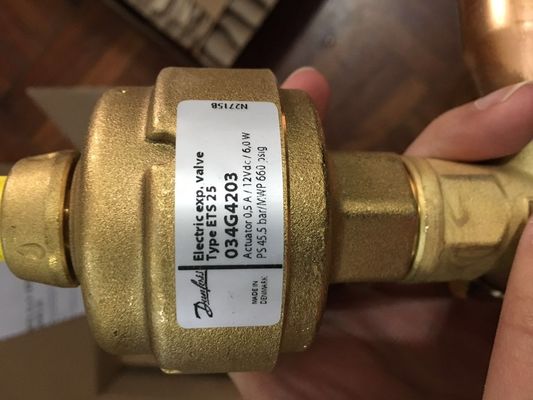 Electric exp. valve
Type ETS 25
034G4203
Actuator 0,5 A / 12Vdc / 6,0 W
PS 45.5 bar/MWP 660 psig
Danfoss
MADE IN
DENMARK
N2715B